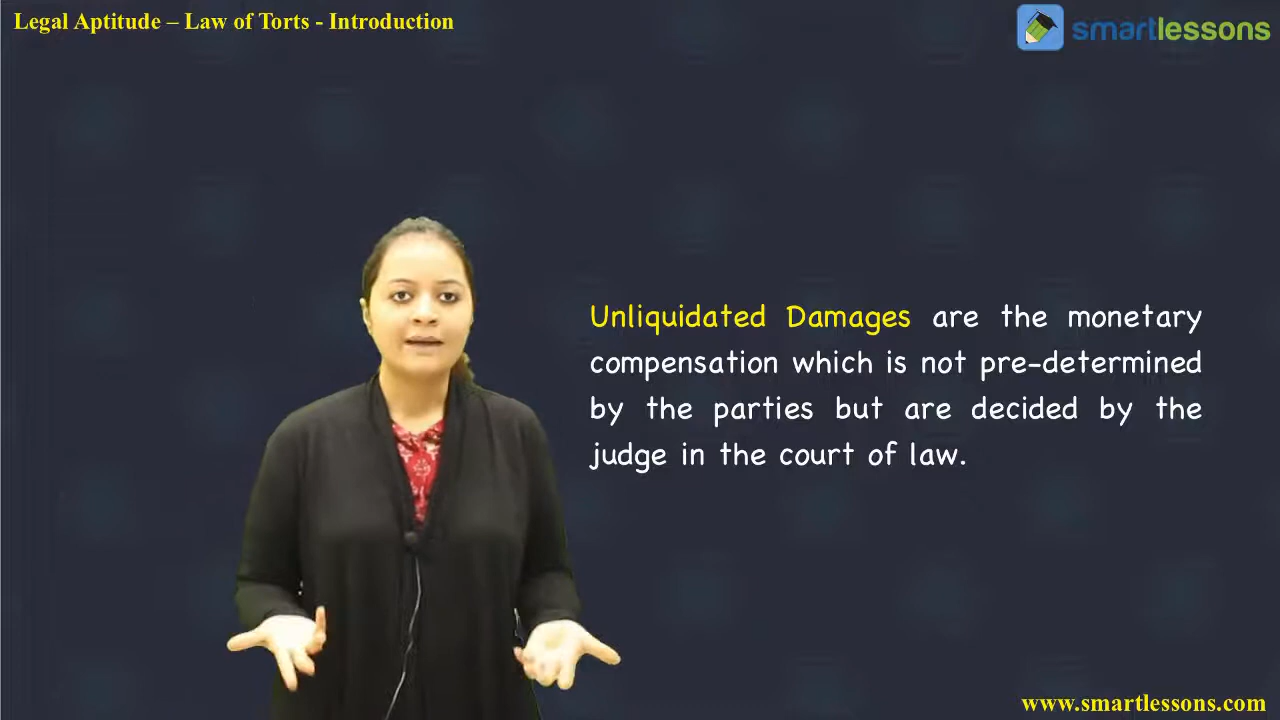 Legal Aptitude – Law of Torts - Introduction
smartlessons
Unliquidated Damages are the monetary
compensation which is not pre-determined
by the parties but are decided by the
judge in the court of law.
www.smartlessons.com